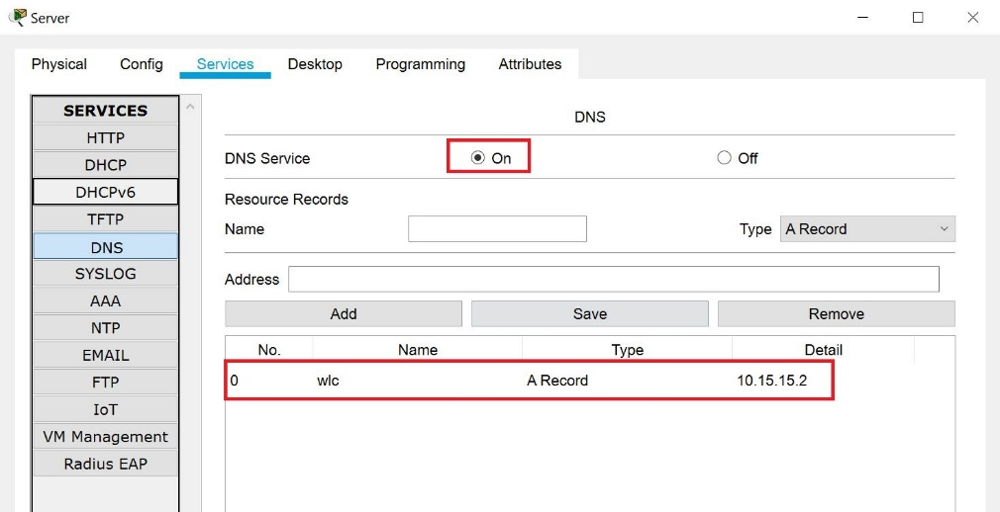 Server
Physical Config Services Desktop Programming Attributes
SERVICES
HTTP
DHCP
DHCPv6
TFTP
DNS
SYSLOG
AAA
NTP
EMAIL
FTP
IoT
VM Management
Radius EAP
DNS
DNS Service On Off
Resource Records
Name Type A Record
Address
Add Save Remove
No. Name Type Detail
0 wlc A Record 10.15.15.2